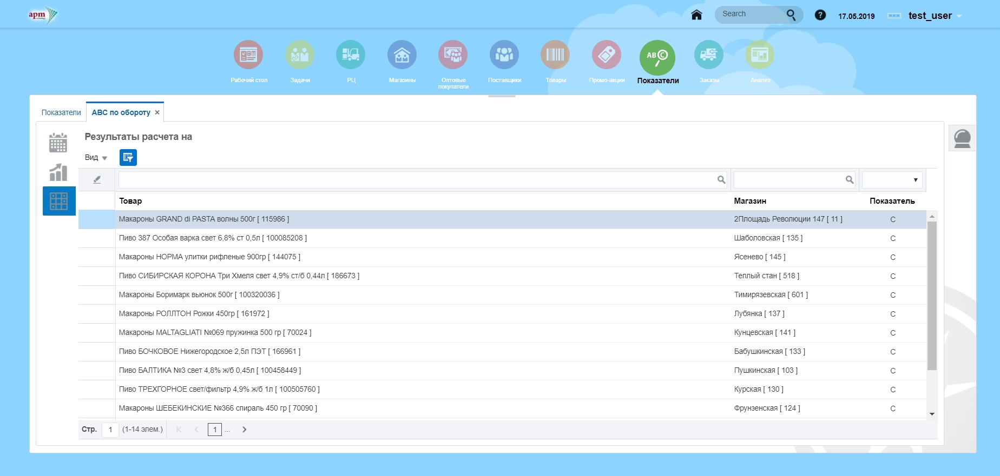 apm
technology
Search
?
17.05.2019
test_user
AB C
Рабочий стол
Задачи
РЦ
Магазины
Оптовые
покупатели
Поставщики
Товары
Промо-акции
Показатели
Заказы
Анализ
Показатели
ABC по обороту ×
Результаты расчета на
Вид
Товар Магазин Показатель
Макароны GRAND di PASTA волны 500г [ 115986 ] 2Площадь Революции 147 [ 11 ] C
Пиво 387 Особая варка свет 6,8% ст 0,5л [ 100085208 ] Шаболовская [ 135 ] C
Макароны НОРМА улитки рифленые 900гр [ 144075 ] Ясенево [ 145 ] C
Пиво СИБИРСКАЯ КОРОНА Три Хмеля свет 4,9% ст/б 0,44л [ 186673 ] Теплый стан [ 518 ] C
Макароны Боримарк вьюнок 500г [ 100320036 ] Тимирязевская [ 601 ] C
Макароны РОЛЛТОН Рожки 450гр [ 161972 ] Лубянка [ 137 ] C
Макароны MALTAGLIATI №069 пружинка 500 гр [ 70024 ] Кунцевская [ 141 ] C
Пиво БОЧКОВОЕ Нижегородское 2,5л ПЭТ [ 166961 ] Бабушкинская [ 133 ] C
Пиво БАЛТИКА №3 свет 4,8% ж/б 0,45л [ 100458449 ] Пушкинская [ 103 ] C
Пиво ТРЕХГОРНОЕ свет/фильтр 4,9% ж/б 1л [ 100505760 ] Курская [ 130 ] C
Макароны ШЕБЕКИНСКИЕ №366 спираль 450 гр [ 70090 ] Фрунзенская [ 124 ] C
Стр. 1 (1-14 элем.) 1 ...